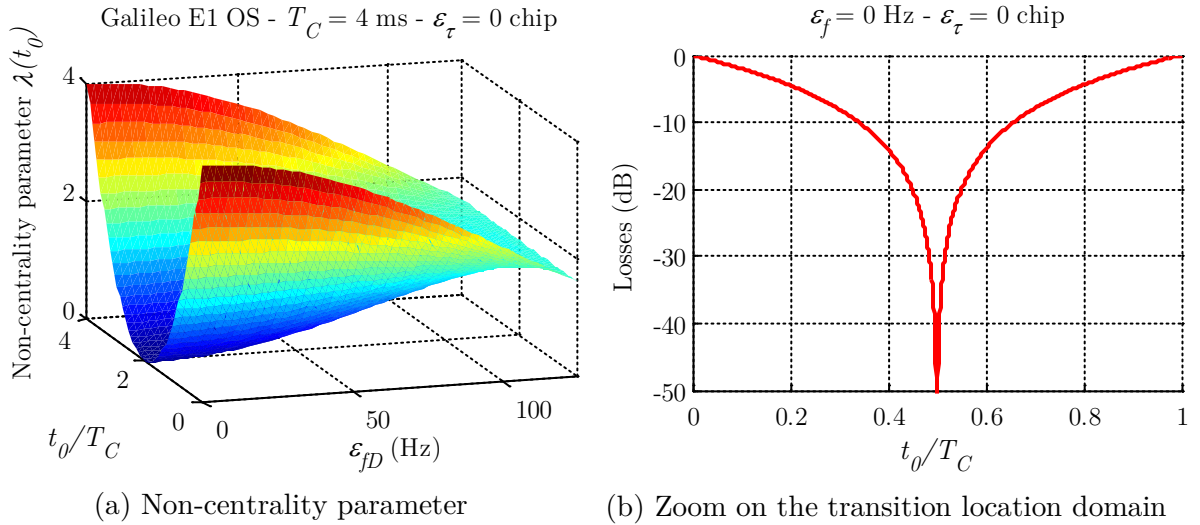 Galileo E1 OS - T_C = 4 ms - ε_τ = 0 chip
Non-centrality parameter λ(t_0)
4
2
0
4
2
0
t_0/T_C
0
50
100
ε_fD (Hz)
(a) Non-centrality parameter
ε_f = 0 Hz - ε_τ = 0 chip
Losses (dB)
0
-10
-20
-30
-40
-50
0
0.2
0.4
0.6
0.8
1
t_0/T_C
(b) Zoom on the transition location domain